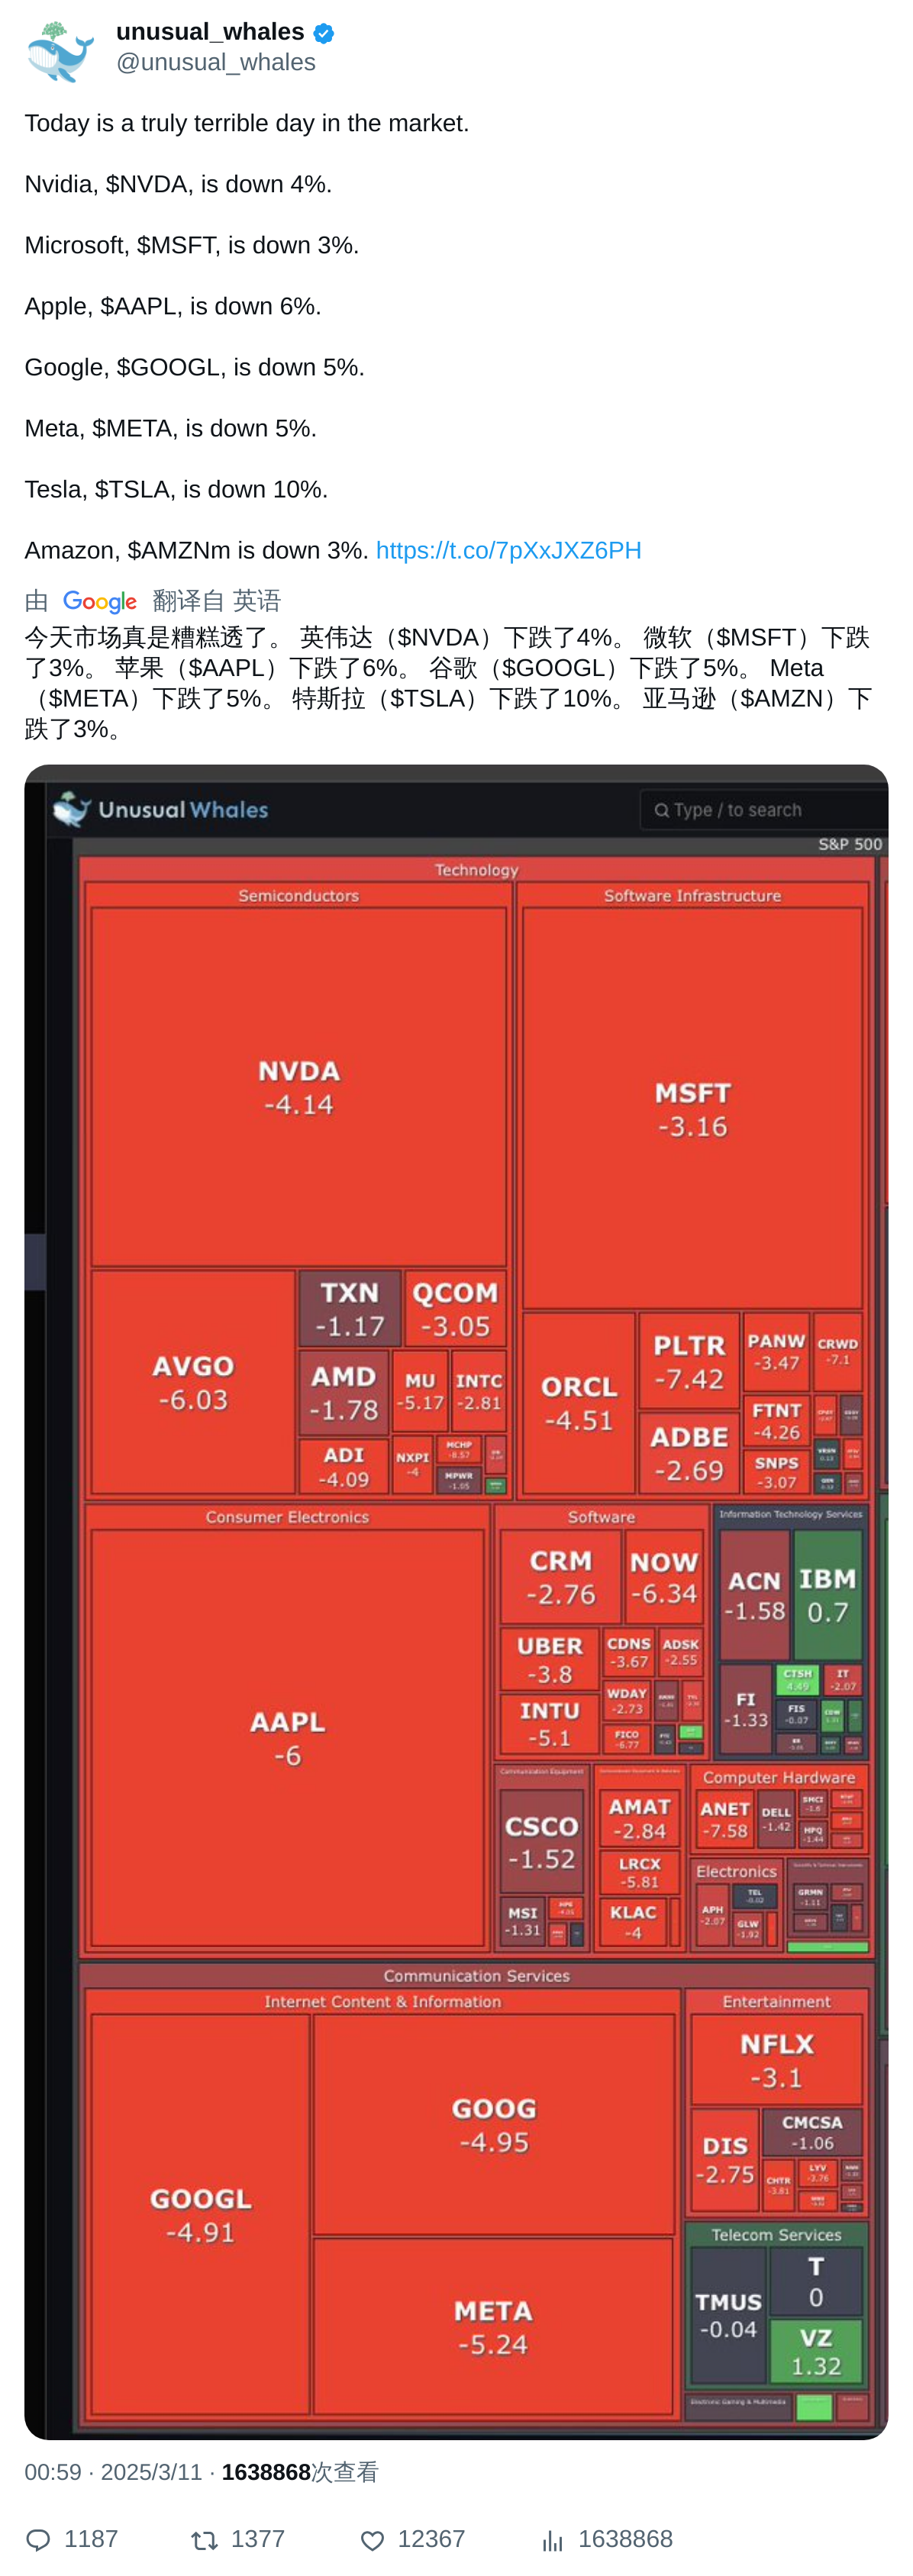 unusual_whales
@unusual_whales
Today is a truly terrible day in the market.
Nvidia, $NVDA, is down 4%.
Microsoft, $MSFT, is down 3%.
Apple, $AAPL, is down 6%.
Google, $GOOGL, is down 5%.
Meta, $META, is down 5%.
Tesla, $TSLA, is down 10%.
Amazon, $AMZNm is down 3%. https://t.co/7pXxJXZ6PH
由 Google 翻译自 英语
今天市场真是糟糕透了。 英伟达（$NVDA）下跌了4%。 微软（$MSFT）下跌
了3%。 苹果（$AAPL）下跌了6%。 谷歌（$GOOGL）下跌了5%。 Meta
（$META）下跌了5%。 特斯拉（$TSLA）下跌了10%。 亚马逊（$AMZN）下
跌了3%。
Unusual Whales
Type / to search
S&P 500
Technology
Semiconductors
NVDA
-4.14
AVGO
-6.03
TXN
-1.17
QCOM
-3.05
AMD
-1.78
MU
-5.17
INTC
-2.81
ADI
-4.09
NXPI
-4
MCHP
-8.57
MPWR
-1.05
Software Infrastructure
MSFT
-3.16
ORCL
-4.51
PLTR
-7.42
PANW
-3.47
CRWD
-7.1
ADBE
-2.69
FTNT
-4.26
SNPS
-3.07
Consumer Electronics
AAPL
-6
Software
CRM
-2.76
NOW
-6.34
UBER
-3.8
CDNS
-3.67
ADSK
-2.55
INTU
-5.1
WDAY
-2.73
FICO
-6.77
Information Technology Services
ACN
-1.58
IBM
0.7
FI
-1.33
CTSH
4.49
IT
-2.07
FIS
-0.07
Communication Equipment
CSCO
-1.52
MSI
-1.31
AMAT
-2.84
LRCX
-5.81
KLAC
-4
Computer Hardware
ANET
-7.58
DELL
-1.42
SMCI
-1.6
HPQ
-1.44
Electronics
APH
-2.07
TEL
-0.02
GLW
-1.92
GRMN
-1.11
Communication Services
Internet Content & Information
GOOGL
-4.91
GOOG
-4.95
META
-5.24
Entertainment
NFLX
-3.1
DIS
-2.75
CMCSA
-1.06
CHTR
-3.81
LYV
-3.76
Telecom Services
TMUS
-0.04
T
0
VZ
1.32
Electronic Gaming & Multimedia
00:59 · 2025/3/11 · 1638868次查看
1187
1377
12367
1638868